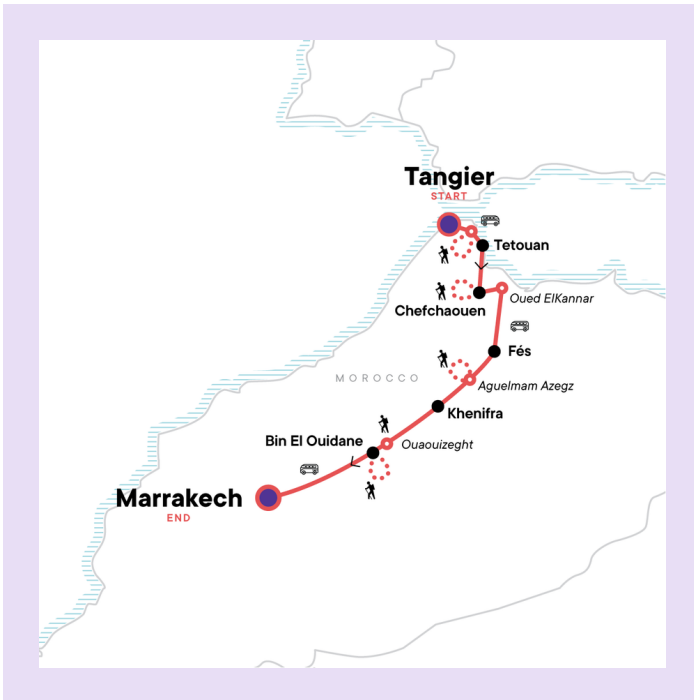 Tangier
START
Tetouan
Oued ElKannar
Chefchaouen
Fés
MOROCCO
Aguelmam Azegz
Khenifra
Bin El Ouidane
Ouaouizeght
Marrakech
END